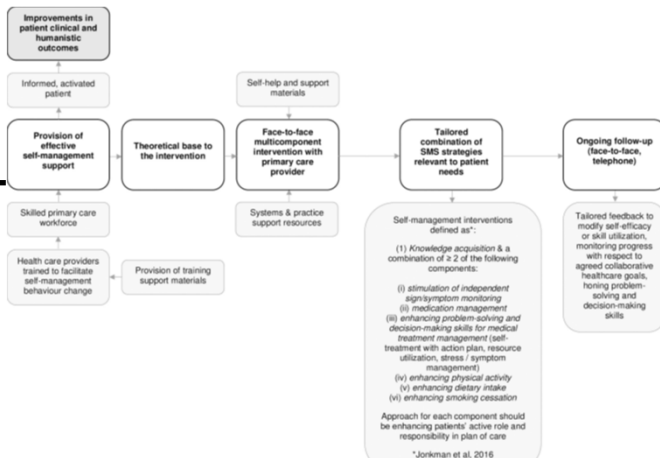 Improvements in
patient clinical and
humanistic
outcomes
Informed, activated
patient
Self-help and support
materials
Provision of
effective
self-management
support
Theoretical base to
the intervention
Face-to-face
multicomponent
intervention with
primary care
provider
Tailored
combination of
SMS strategies
relevant to patient
needs
Ongoing follow-up
(face-to-face,
telephone)
Skilled primary care
workforce
Systems & practice
support resources
Health care providers
trained to facilitate
self-management
behaviour change
Provision of training
support materials
Self-management interventions
defined as*:
(1) Knowledge acquisition & a
combination of ≥ 2 of the following
components:
(i) stimulation of independent
sign/symptom monitoring
(ii) medication management
(iii) enhancing problem-solving and
decision-making skills for medical
treatment management (self-
treatment with action plan, resource
utilization, stress / symptom
management)
(iv) enhancing physical activity
(v) enhancing dietary intake
(vi) enhancing smoking cessation
Approach for each component should
be enhancing patients' active role and
responsibility in plan of care
*Jonkman et al, 2016
Tailored feedback to
modify self-efficacy
or skill utilization,
monitoring progress
with respect to
agreed collaborative
healthcare goals,
honing problem-
solving and
decision-making
skills